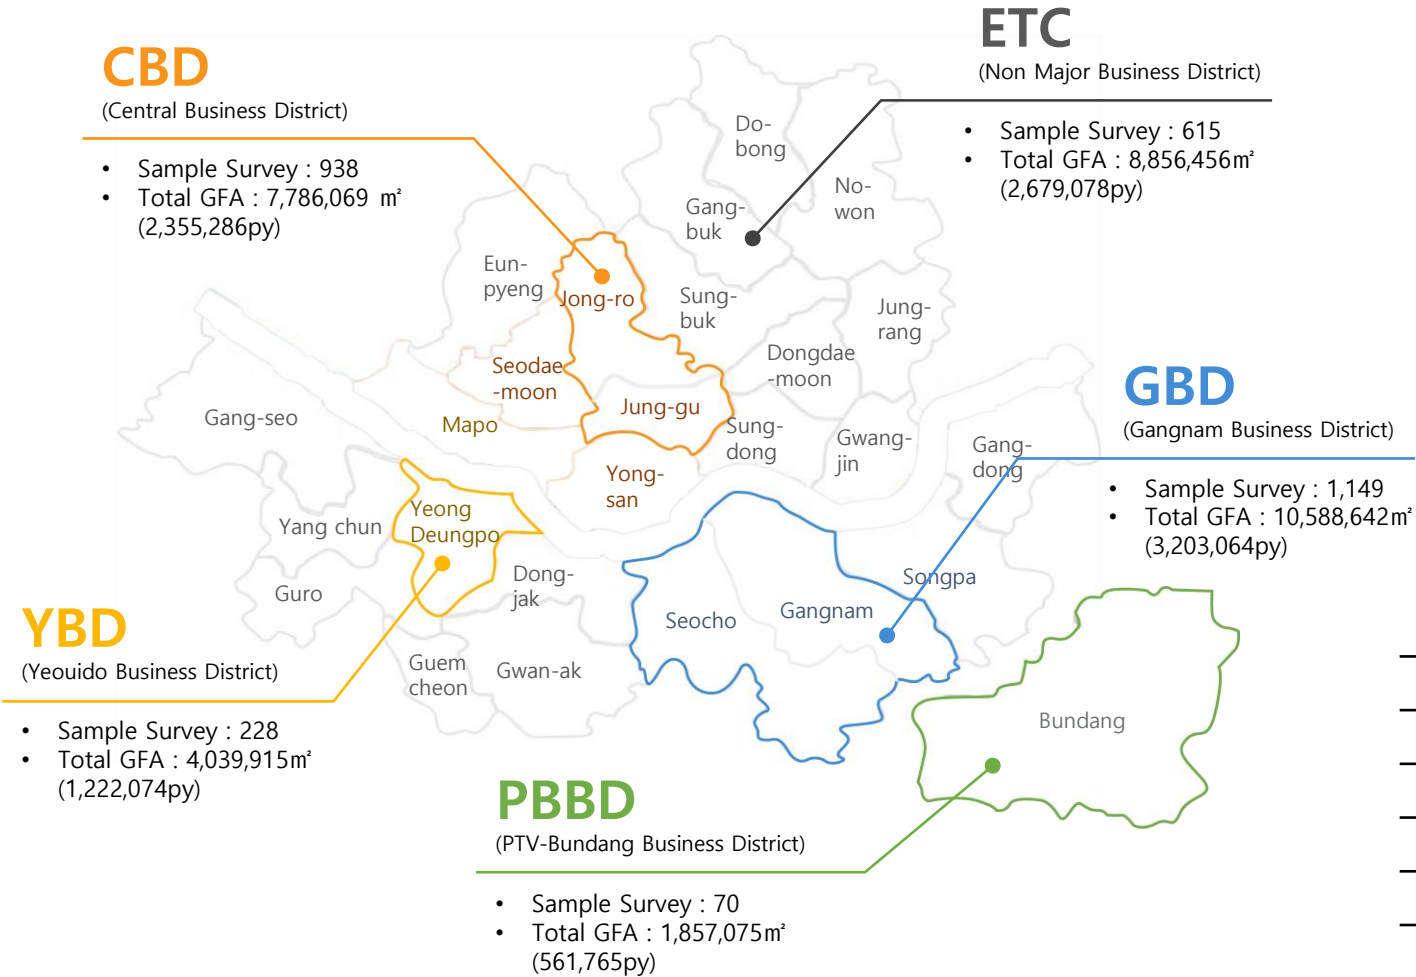 ETC
(Non Major Business District)
• Sample Survey : 615
• Total GFA : 8,856,456㎡
(2,679,078py)
CBD
(Central Business District)
• Sample Survey : 938
• Total GFA : 7,786,069 ㎡
(2,355,286py)
Do-
bong
No-
won
Gang-
buk
Eun-
pyeng
Jong-ro
Sung-
buk
Jung-
rang
Seodae
-moon
Dongdae
-moon
Mapo
Jung-gu
Gang-seo
Sung-
dong
Gwang-
jin
Gang-
dong
Yong-
san
GBD
(Gangnam Business District)
• Sample Survey : 1,149
• Total GFA : 10,588,642㎡
(3,203,064py)
Yang chun
Yeong
Deungpo
Guro
Dong-
jak
Seocho
Gangnam
Songpa
Guem
cheon
Gwan-ak
Bundang
YBD
(Yeouido Business District)
• Sample Survey : 228
• Total GFA : 4,039,915㎡
(1,222,074py)
PBBD
(PTV-Bundang Business District)
• Sample Survey : 70
• Total GFA : 1,857,075㎡
(561,765py)